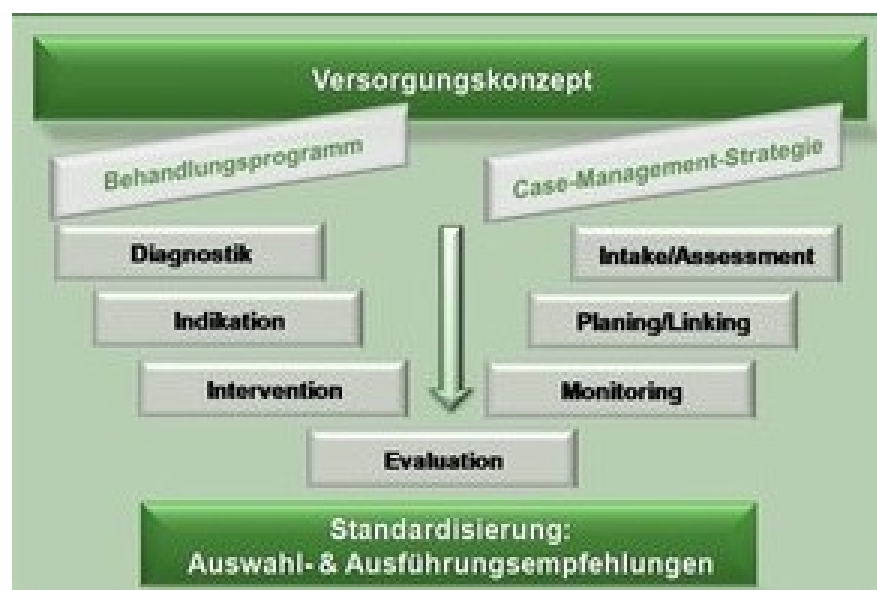 Versorgungskonzept
Behandlungsprogramm
Case-Management-Strategie
Diagnostik
Intake/Assessment
Indikation
Planing/Linking
Intervention
Monitoring
Evaluation
Standardisierung:
Auswahl- & Ausführungsempfehlungen